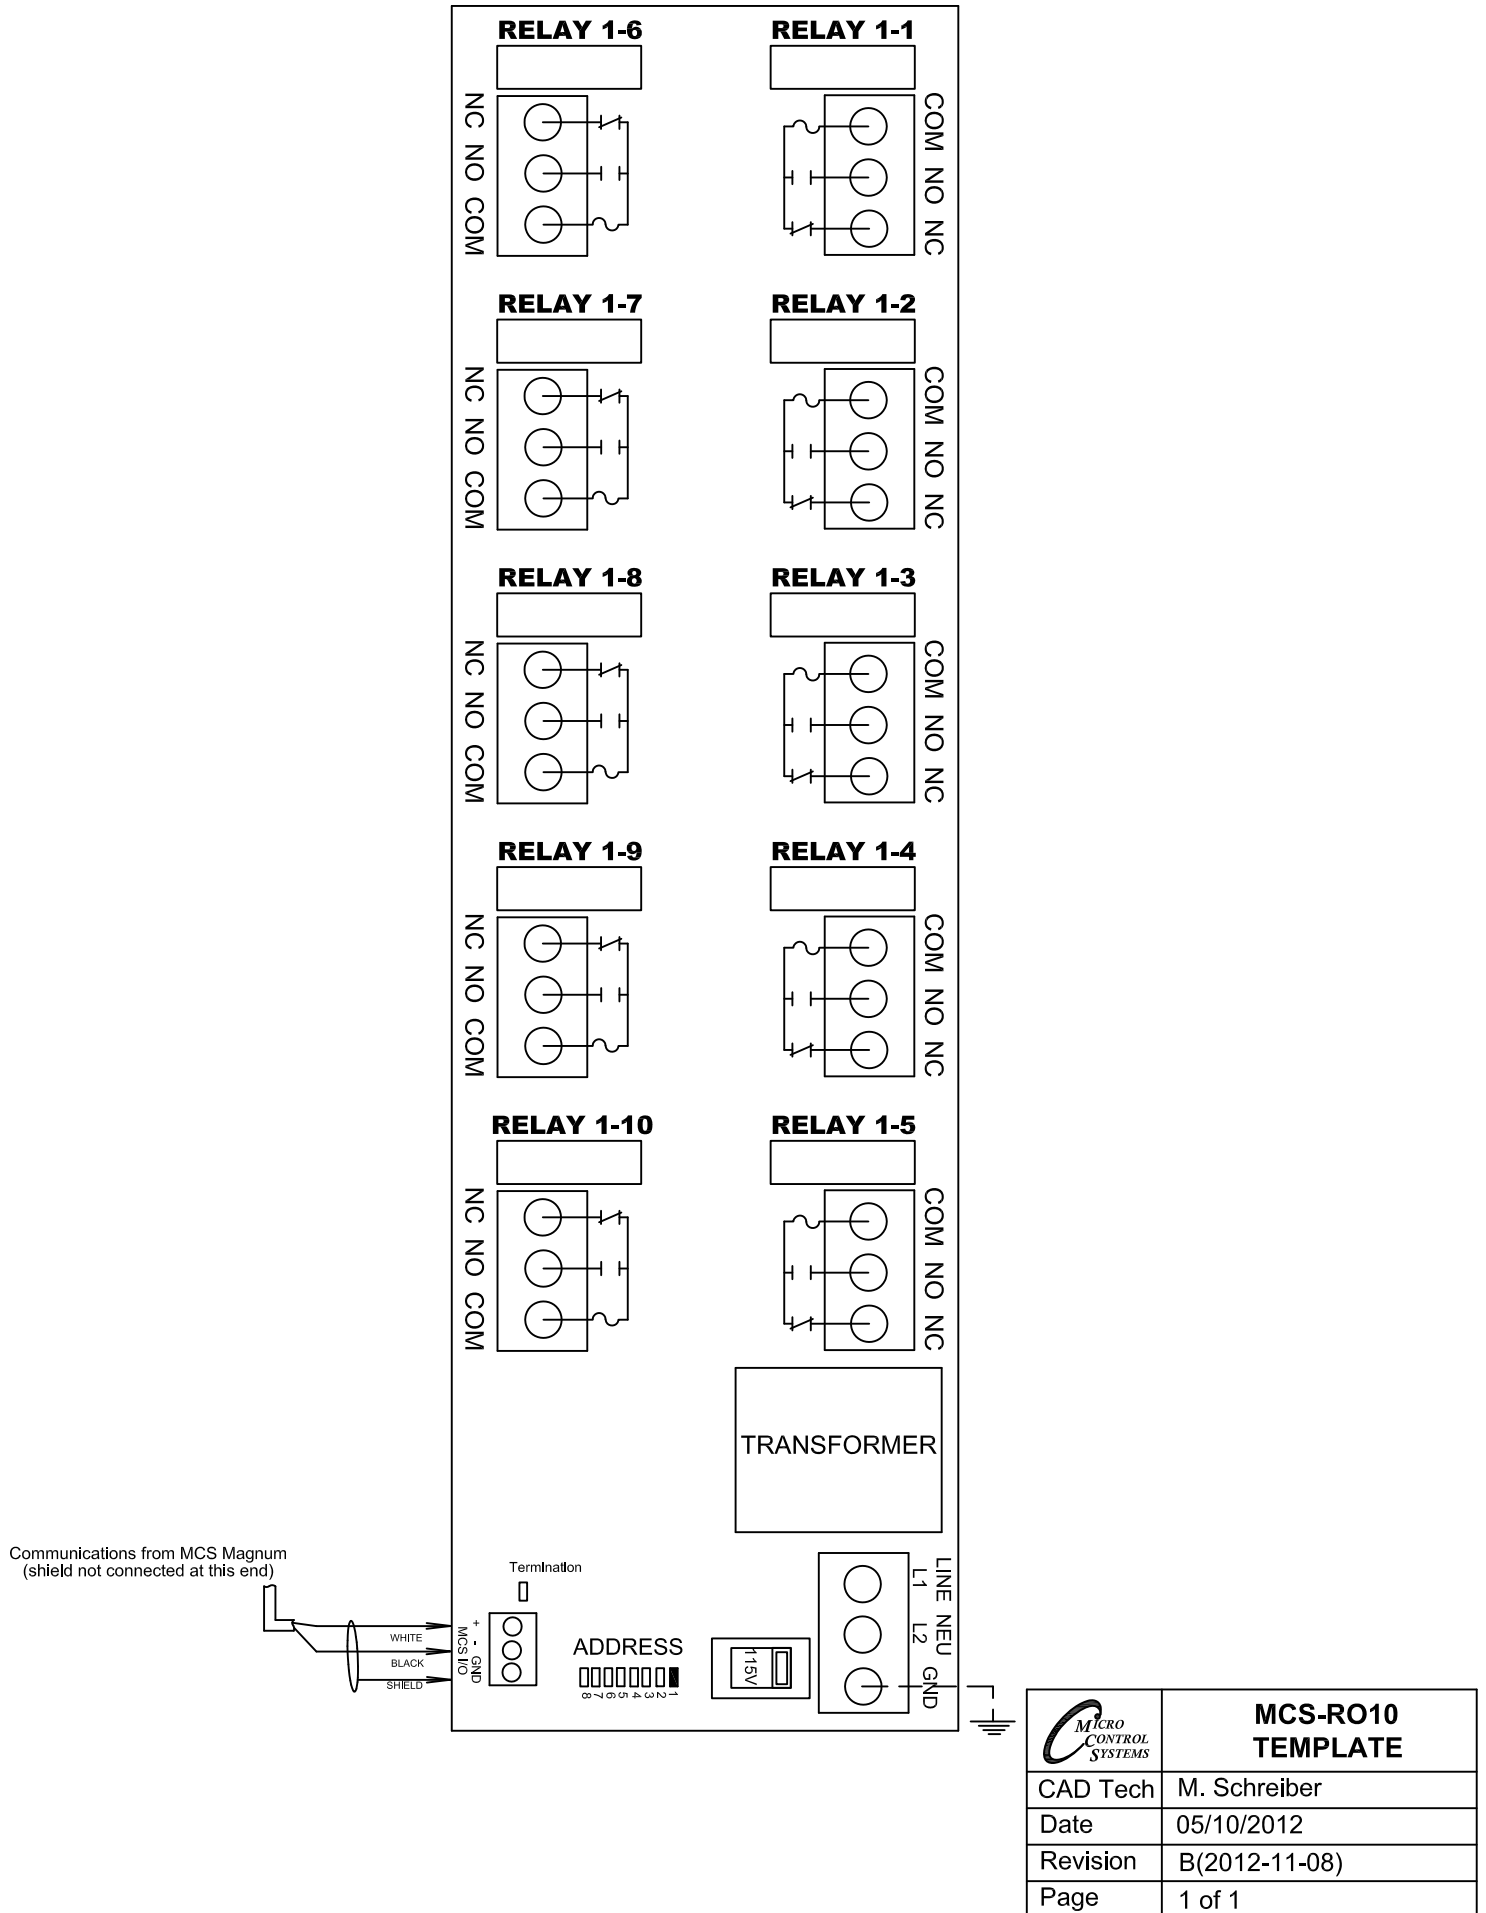 RELAY 1-6
RELAY 1-1
NC NO COM
COM NO NC
RELAY 1-7
RELAY 1-2
NC NO COM
COM NO NC
RELAY 1-8
RELAY 1-3
NC NO COM
COM NO NC
RELAY 1-9
RELAY 1-4
NC NO COM
COM NO NC
RELAY 1-10
RELAY 1-5
NC NO COM
COM NO NC
TRANSFORMER
Communications from MCS Magnum
(shield not connected at this end)
WHITE
BLACK
SHIELD
+ - GND
MCS I/O
Termination
ADDRESS
8 7 6 5 4 3 2 1
115V
LINE NEU
L1 L2 GND
MICRO
CONTROL
SYSTEMS
MCS-RO10
TEMPLATE
CAD Tech M. Schreiber
Date 05/10/2012
Revision B(2012-11-08)
Page 1 of 1